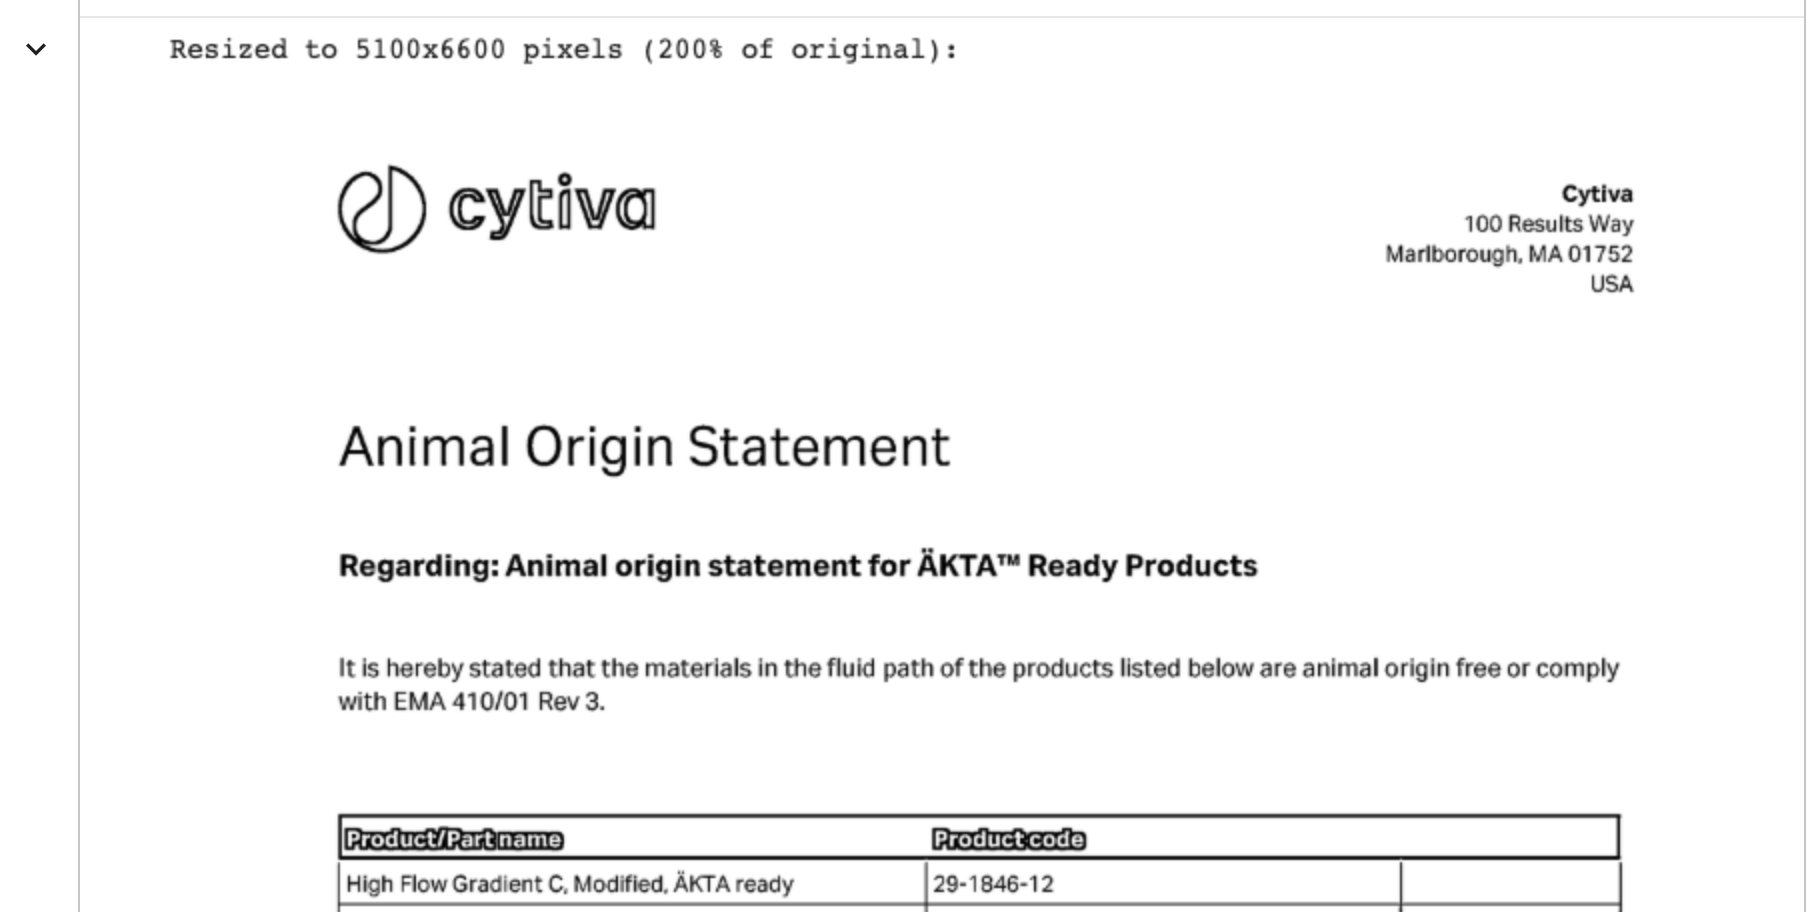 Resized to 5100x6600 pixels (200% of original):
cytiva
Cytiva
100 Results Way
Marlborough, MA 01752
USA
Animal Origin Statement
Regarding: Animal origin statement for ÄKTA™ Ready Products
It is hereby stated that the materials in the fluid path of the products listed below are animal origin free or comply
with EMA 410/01 Rev 3.
Product/Part name Product code
High Flow Gradient C, Modified, ÄKTA ready 29-1846-12